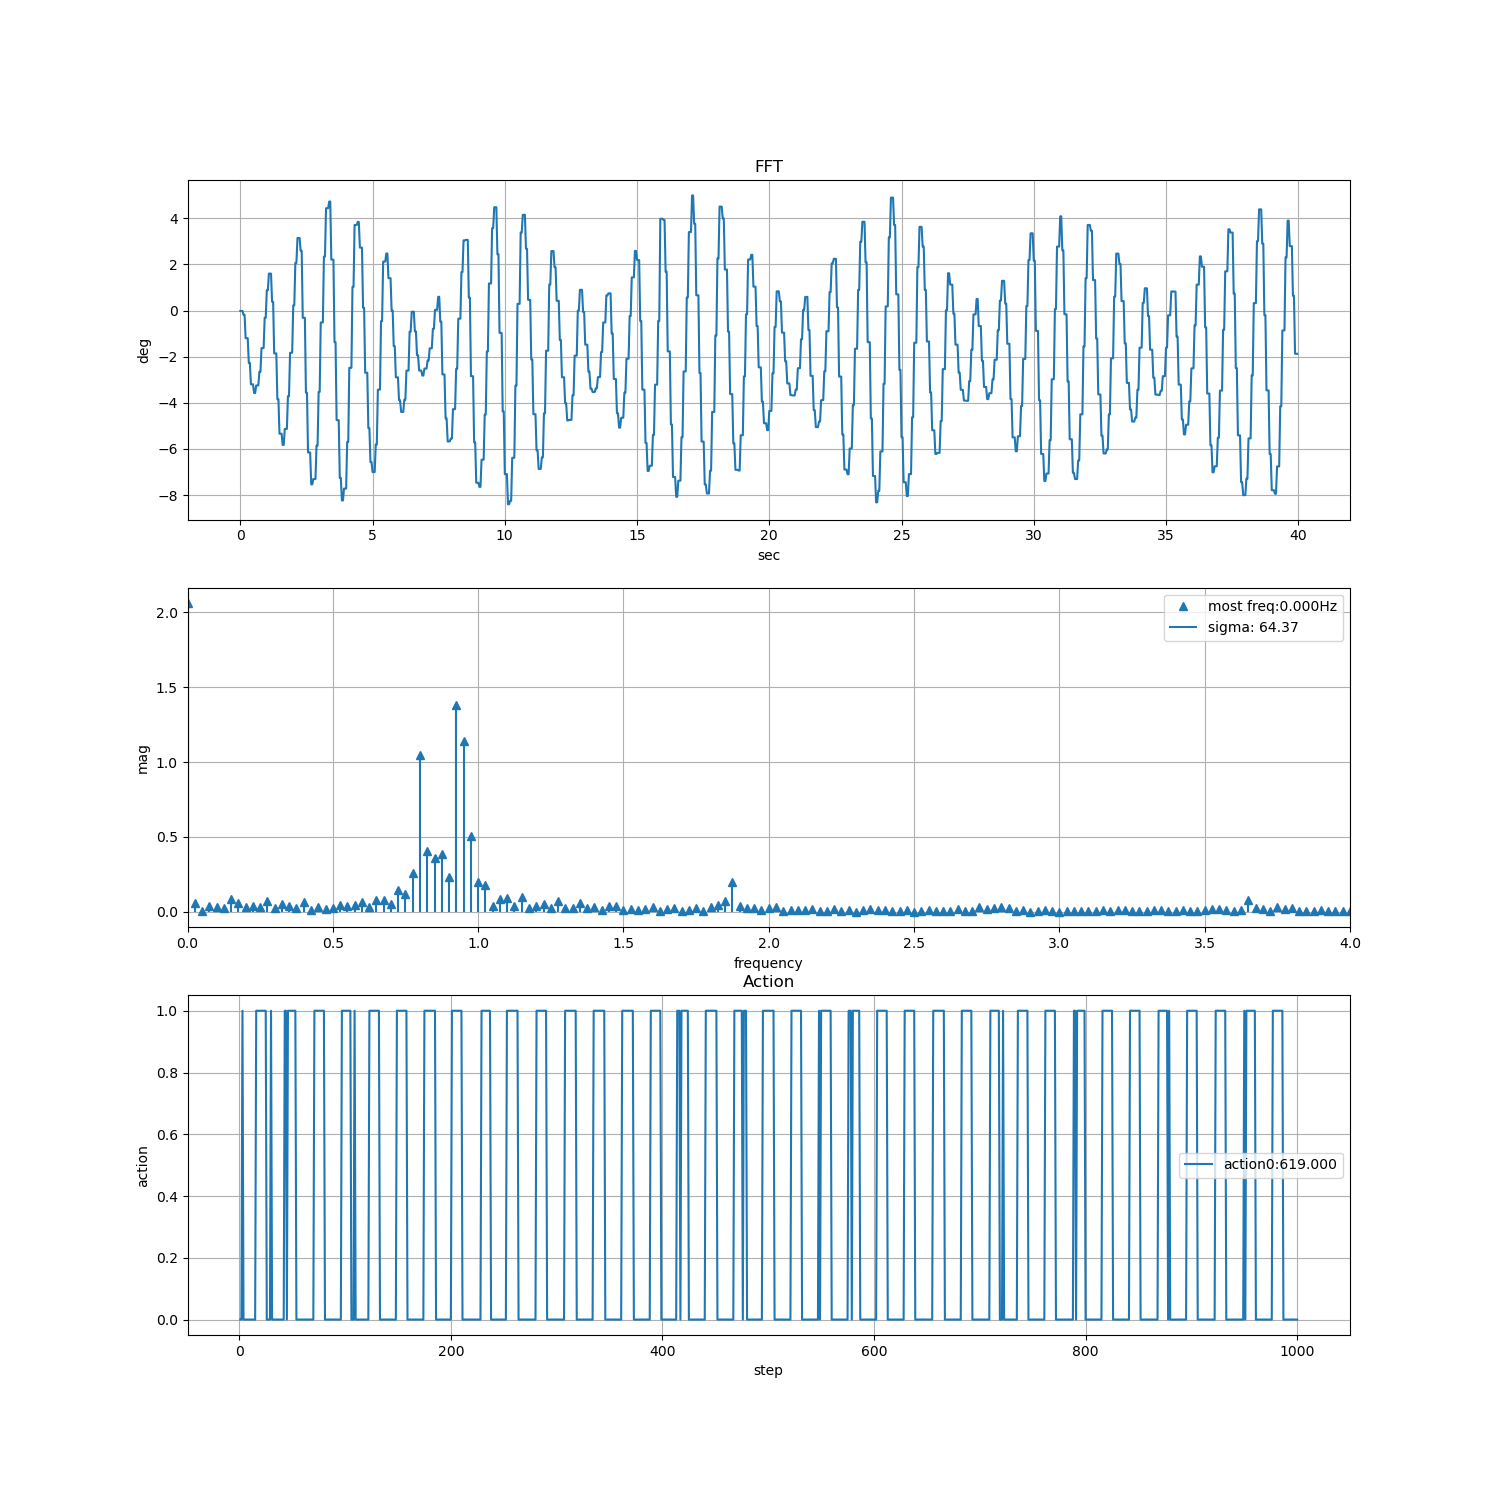 FFT
4
2
0
−2
−4
−6
−8
deg
0 5 10 15 20 25 30 35 40
sec
2.0
1.5
1.0
0.5
0.0
mag
most freq:0.000Hz
sigma: 64.37
0.0 0.5 1.0 1.5 2.0 2.5 3.0 3.5 4.0
frequency
Action
1.0
0.8
0.6
0.4
0.2
0.0
action
action0:619.000
0 200 400 600 800 1000
step